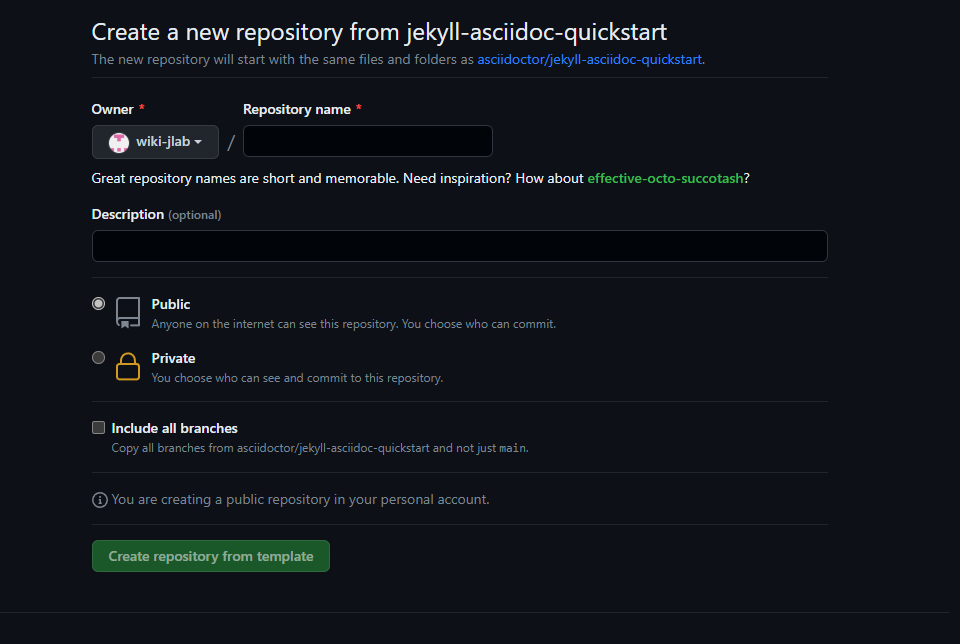 Create a new repository from jekyll-asciidoc-quickstart
The new repository will start with the same files and folders as asciidoctor/jekyll-asciidoc-quickstart.
Owner * Repository name *
wiki-jlab /
Great repository names are short and memorable. Need inspiration? How about effective-octo-succotash?
Description (optional)
Public
Anyone on the internet can see this repository. You choose who can commit.
Private
You choose who can see and commit to this repository.
Include all branches
Copy all branches from asciidoctor/jekyll-asciidoc-quickstart and not just main.
You are creating a public repository in your personal account.
Create repository from template